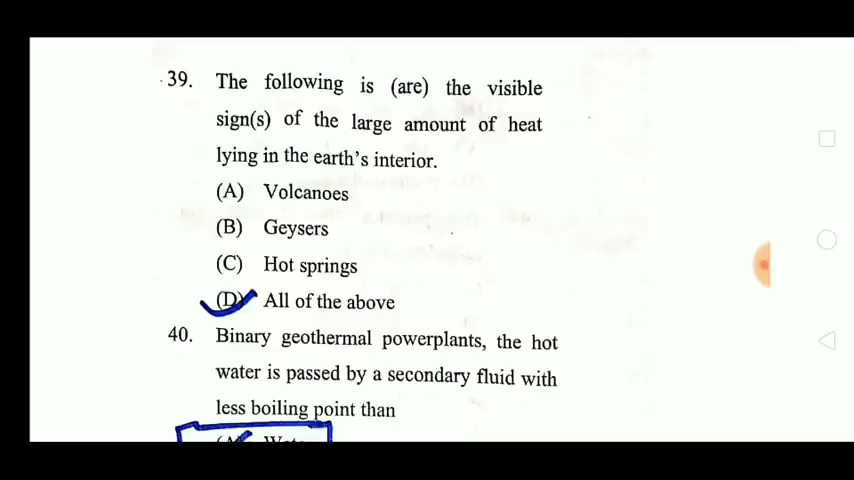 39. The following is (are) the visible
sign(s) of the large amount of heat
lying in the earth's interior.
(A) Volcanoes
(B) Geysers
(C) Hot springs
(D) All of the above
40. Binary geothermal powerplants, the hot
water is passed by a secondary fluid with
less boiling point than